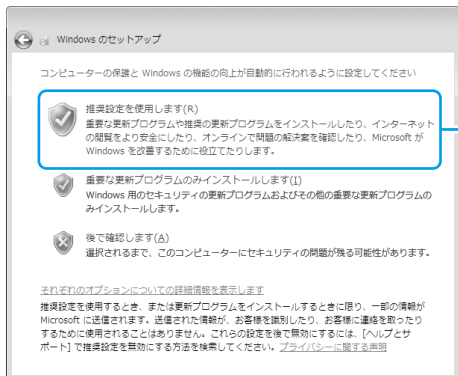 Windows のセットアップ
コンピューターの保護と Windows の機能の向上が自動的に行われるように設定してください
推奨設定を使用します(R)
重要な更新プログラムや推奨の更新プログラムをインストールしたり、インターネット
の閲覧をより安全にしたり、オンラインで問題の解決案を確認したり、Microsoft が
Windows を改善するために役立てたりします。
重要な更新プログラムのみインストールします(I)
Windows 用のセキュリティの更新プログラムおよびその他の重要な更新プログラムの
みインストールします。
後で確認します(A)
選択されるまで、このコンピューターにセキュリティの問題が残る可能性があります。
それぞれのオプションについての詳細情報を表示します
推奨設定を使用するとき、または更新プログラムをインストールするときに限り、一部の情報が
Microsoft に送信されます。送信された情報が、お客様を識別したり、お客様に連絡を取ったり
するために使用されることはありません。これらの設定を後で無効にするには、[ヘルプとサ
ポート] で推奨設定を無効にする方法を検索してください。プライバシーに関する声明